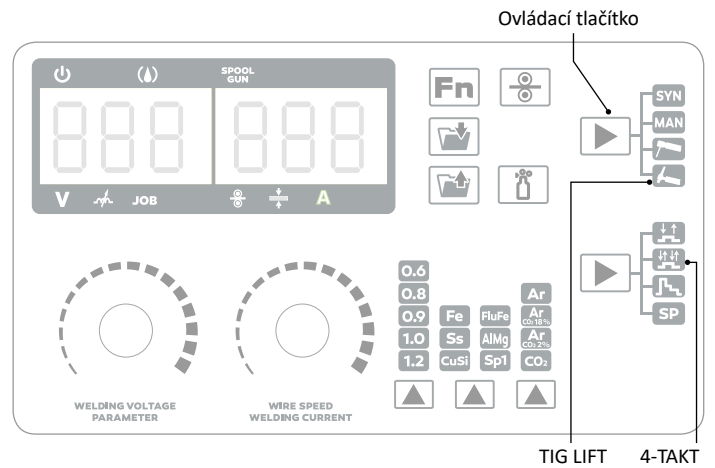 Ovládací tlačítko
SPOOL
GUN
888 888
V JOB A
Fn
SYN
MAN
SP
0.6
0.8 Ar
0.9 Fe FluFe Ar CO₂ 18%
1.0 Ss AlMg Ar CO₂ 2%
1.2 CuSi Sp1 CO₂
WELDING VOLTAGE
PARAMETER
WIRE SPEED
WELDING CURRENT
TIG LIFT 4-TAKT